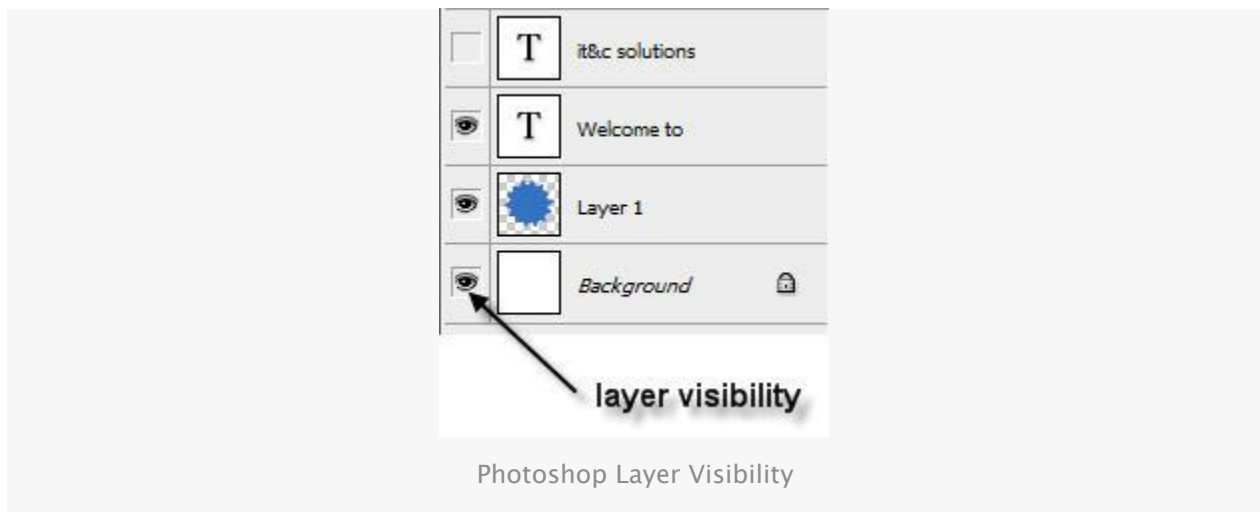 T it&c solutions
T Welcome to
Layer 1
Background
layer visibility
Photoshop Layer Visibility